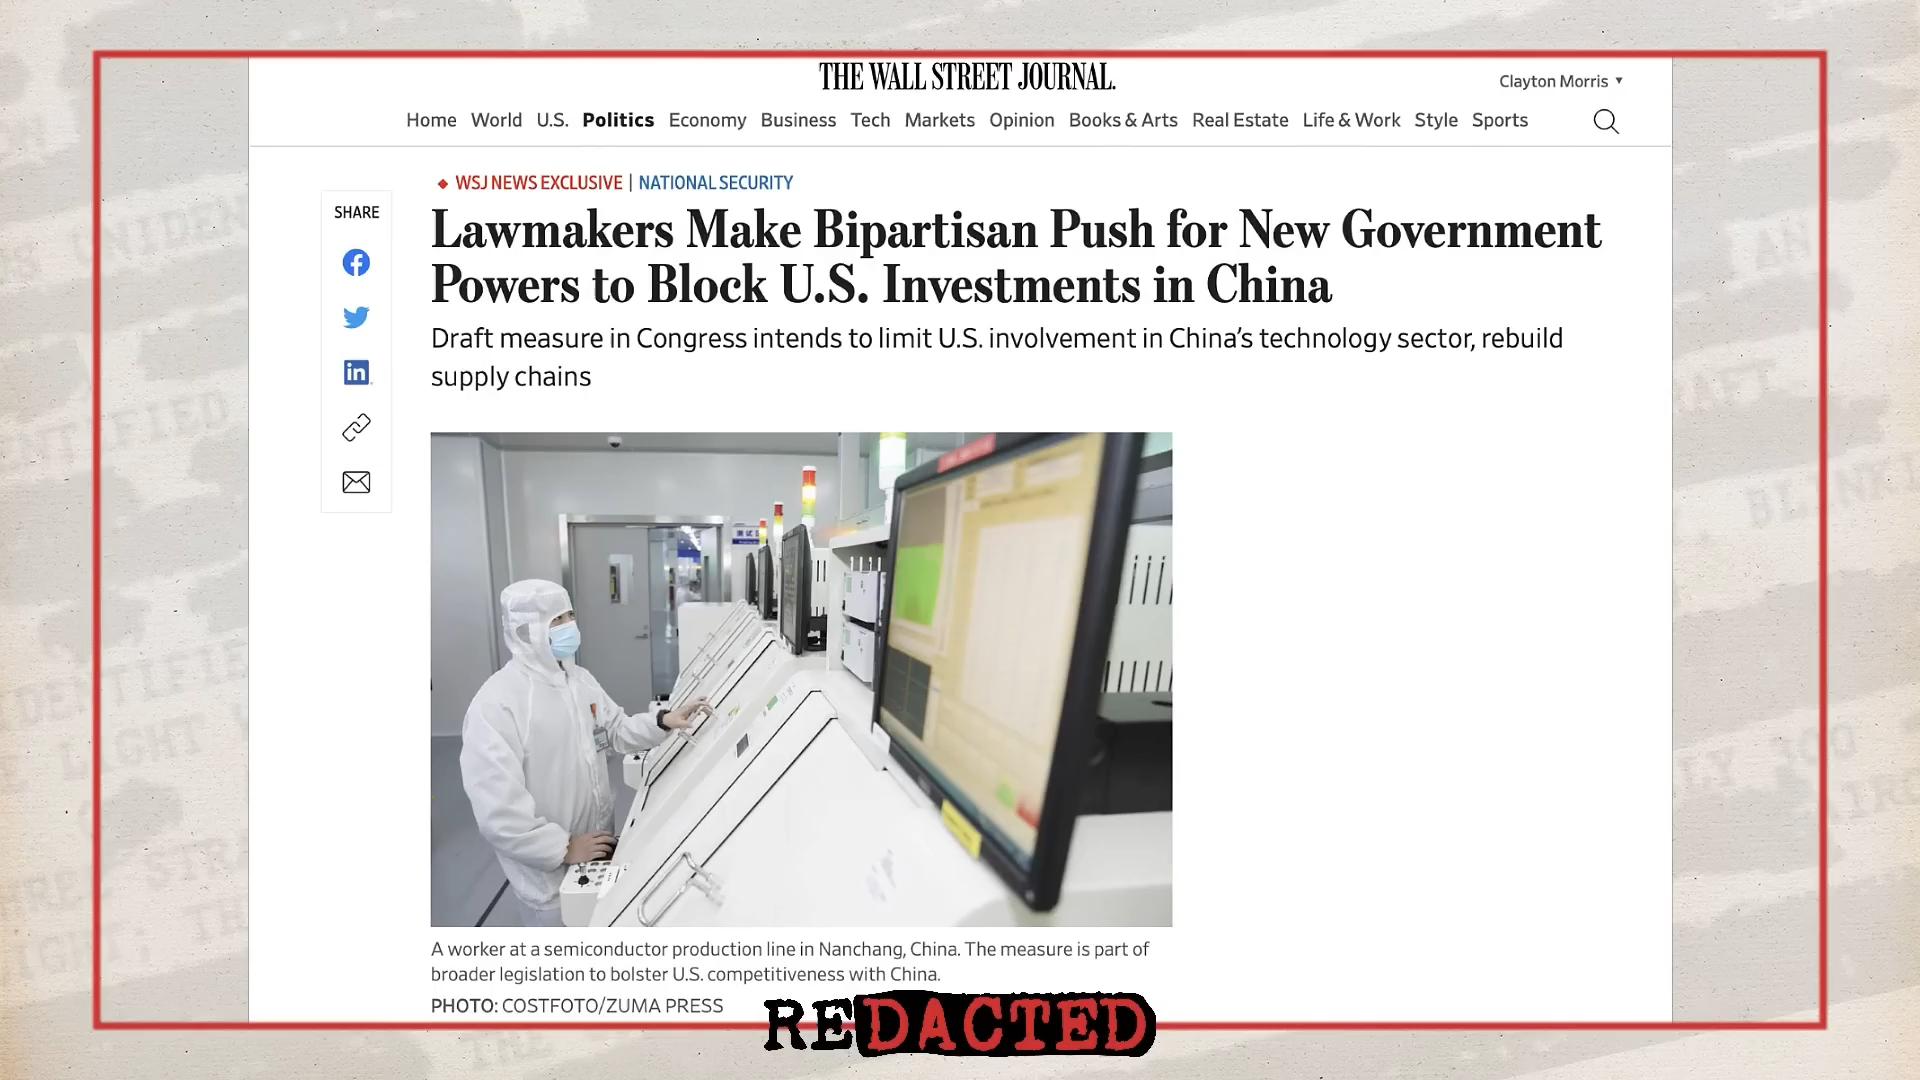 THE WALL STREET JOURNAL.
Clayton Morris
Home World U.S. Politics Economy Business Tech Markets Opinion Books & Arts Real Estate Life & Work Style Sports
WSJ NEWS EXCLUSIVE | NATIONAL SECURITY
SHARE
Lawmakers Make Bipartisan Push for New Government
Powers to Block U.S. Investments in China
Draft measure in Congress intends to limit U.S. involvement in China’s technology sector, rebuild
supply chains
in
A worker at a semiconductor production line in Nanchang, China. The measure is part of
broader legislation to bolster U.S. competitiveness with China.
PHOTO: COSTFOTO/ZUMA PRESS
REDACTED